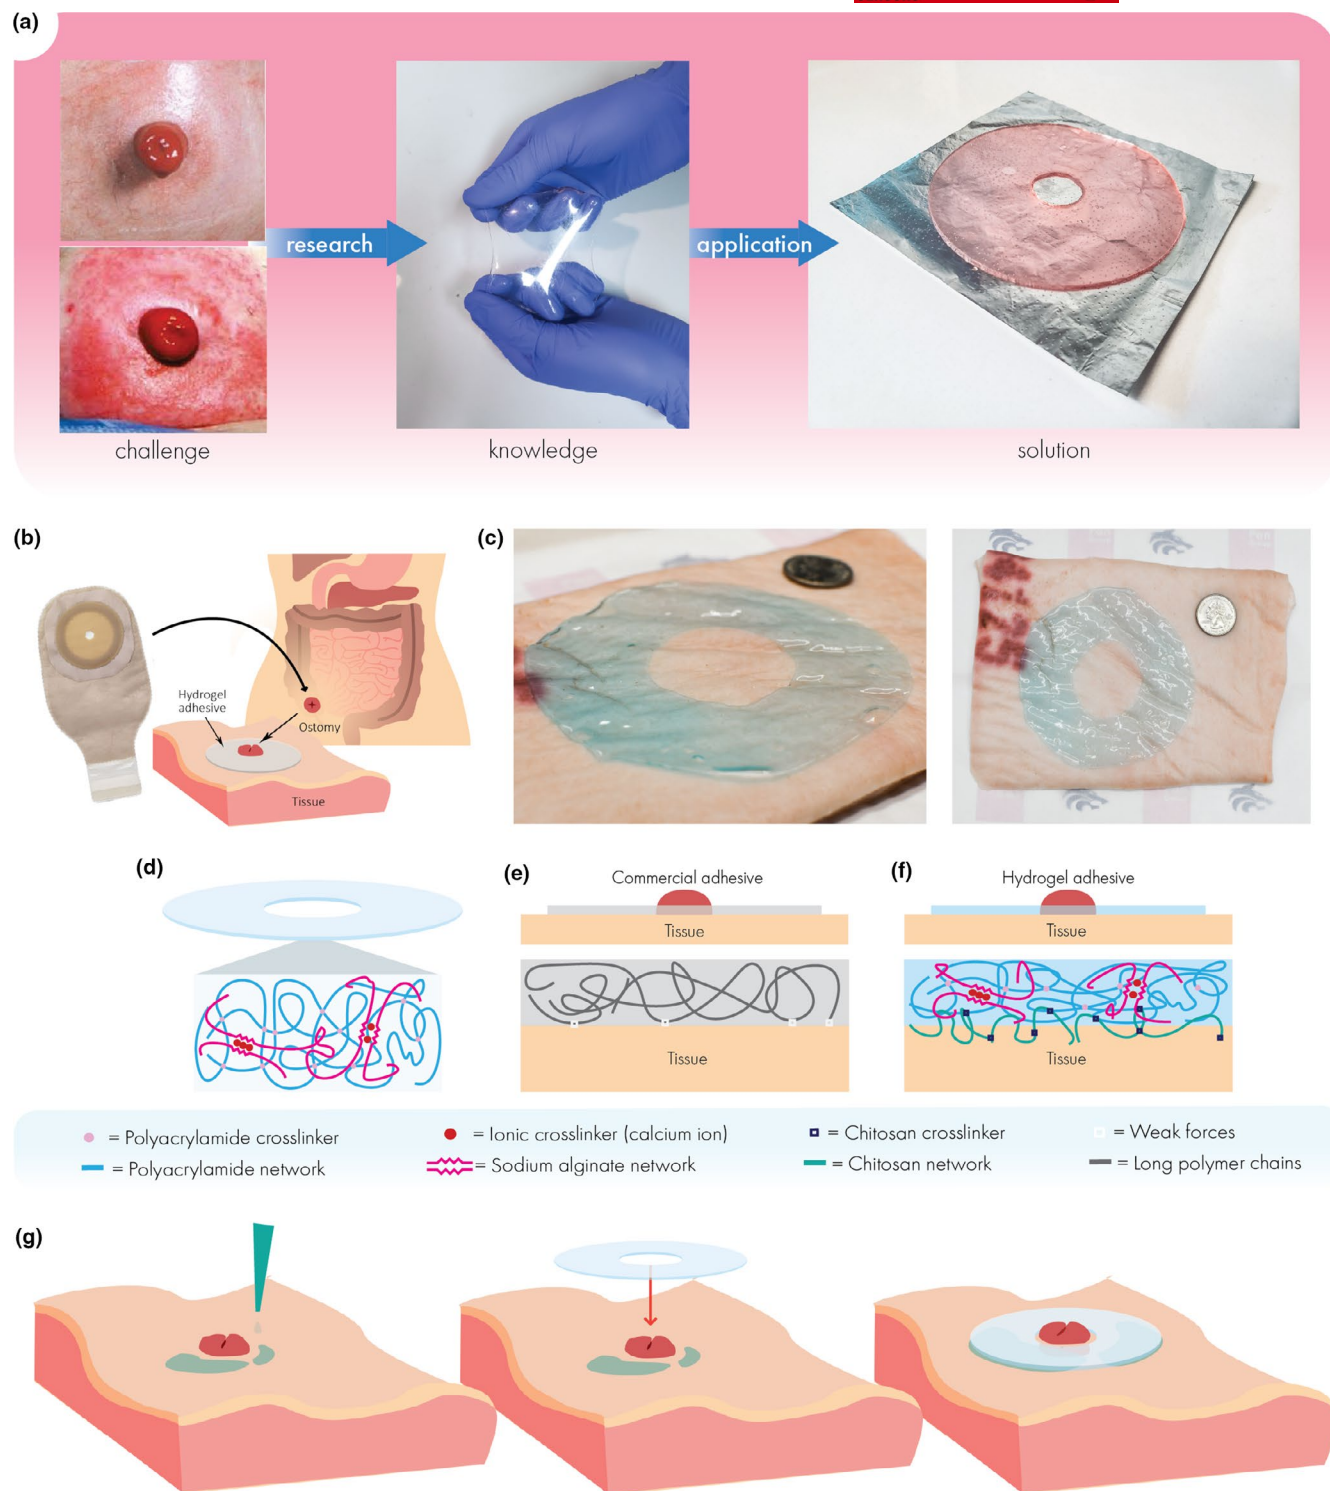 (a)
research
application
challenge
knowledge
solution
(b)
Hydrogel
adhesive
Ostomy
Tissue
(c)
(d)
(e)
Commercial adhesive
Tissue
Tissue
(f)
Hydrogel adhesive
Tissue
Tissue
= Polyacrylamide crosslinker
= Ionic crosslinker (calcium ion)
= Chitosan crosslinker
= Weak forces
= Polyacrylamide network
= Sodium alginate network
= Chitosan network
= Long polymer chains
(g)